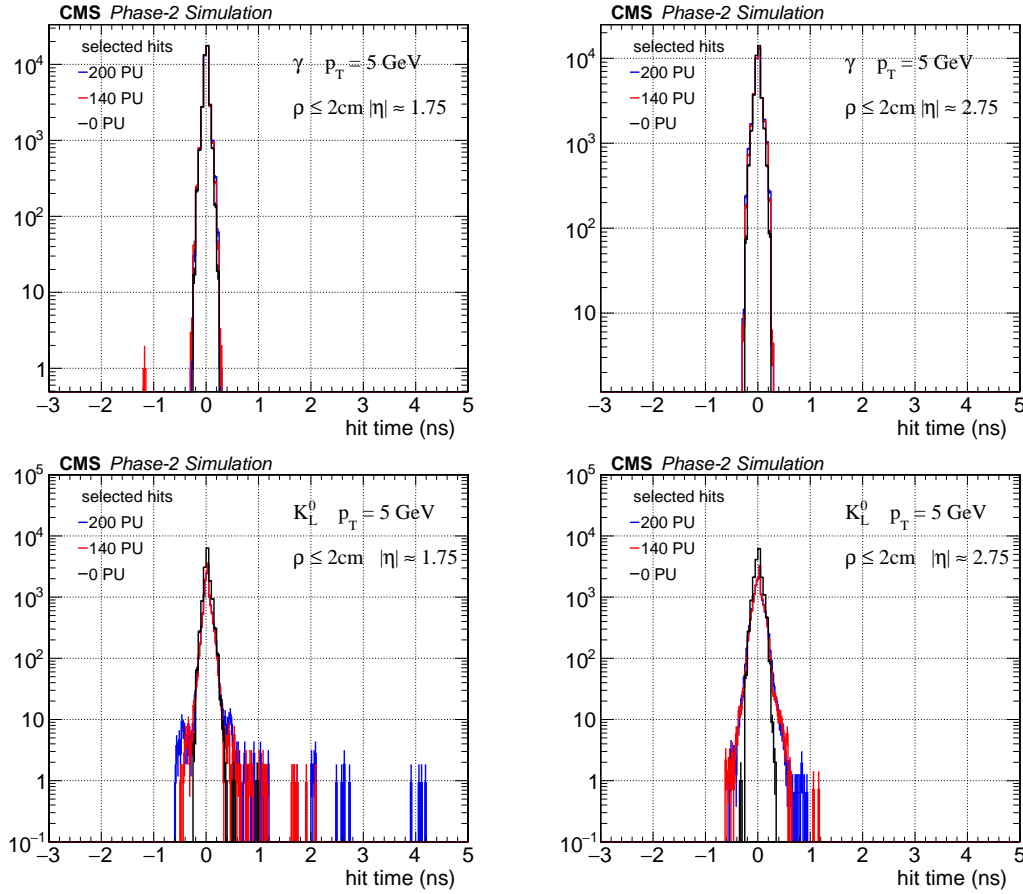 CMS Phase-2 Simulation
selected hits
200 PU
140 PU
0 PU
γ p_T = 5 GeV
ρ ≤ 2cm |η| ≈ 1.75
10^4
10^3
10^2
10
1
−3 −2 −1 0 1 2 3 4 5
hit time (ns)
CMS Phase-2 Simulation
selected hits
200 PU
140 PU
0 PU
γ p_T = 5 GeV
ρ ≤ 2cm |η| ≈ 2.75
10^4
10^3
10^2
10
−3 −2 −1 0 1 2 3 4 5
hit time (ns)
CMS Phase-2 Simulation
selected hits
200 PU
140 PU
0 PU
K_L^0 p_T = 5 GeV
ρ ≤ 2cm |η| ≈ 1.75
10^5
10^4
10^3
10^2
10
1
10^−1
−3 −2 −1 0 1 2 3 4 5
hit time (ns)
CMS Phase-2 Simulation
selected hits
200 PU
140 PU
0 PU
K_L^0 p_T = 5 GeV
ρ ≤ 2cm |η| ≈ 2.75
10^5
10^4
10^3
10^2
10
1
10^−1
−3 −2 −1 0 1 2 3 4 5
hit time (ns)